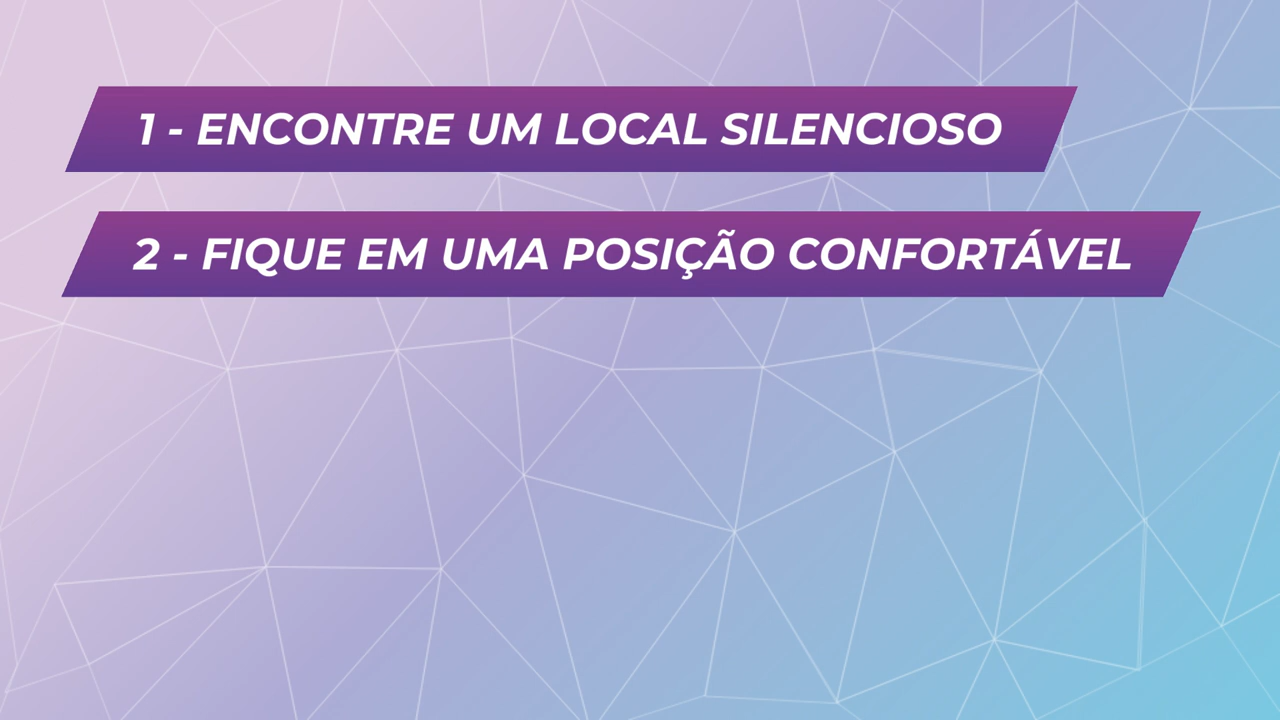 1 - ENCONTRE UM LOCAL SILENCIOSO
2 - FIQUE EM UMA POSIÇÃO CONFORTÁVEL